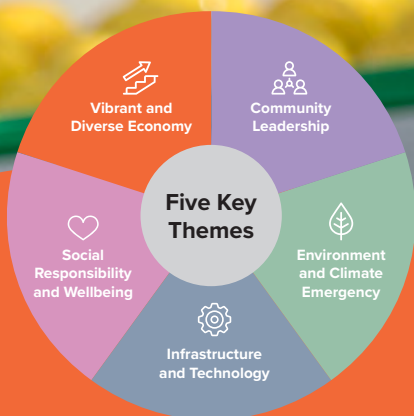 Five Key
Themes
Vibrant and
Diverse Economy
Community
Leadership
Environment
and Climate
Emergency
Infrastructure
and Technology
Social
Responsibility
and Wellbeing